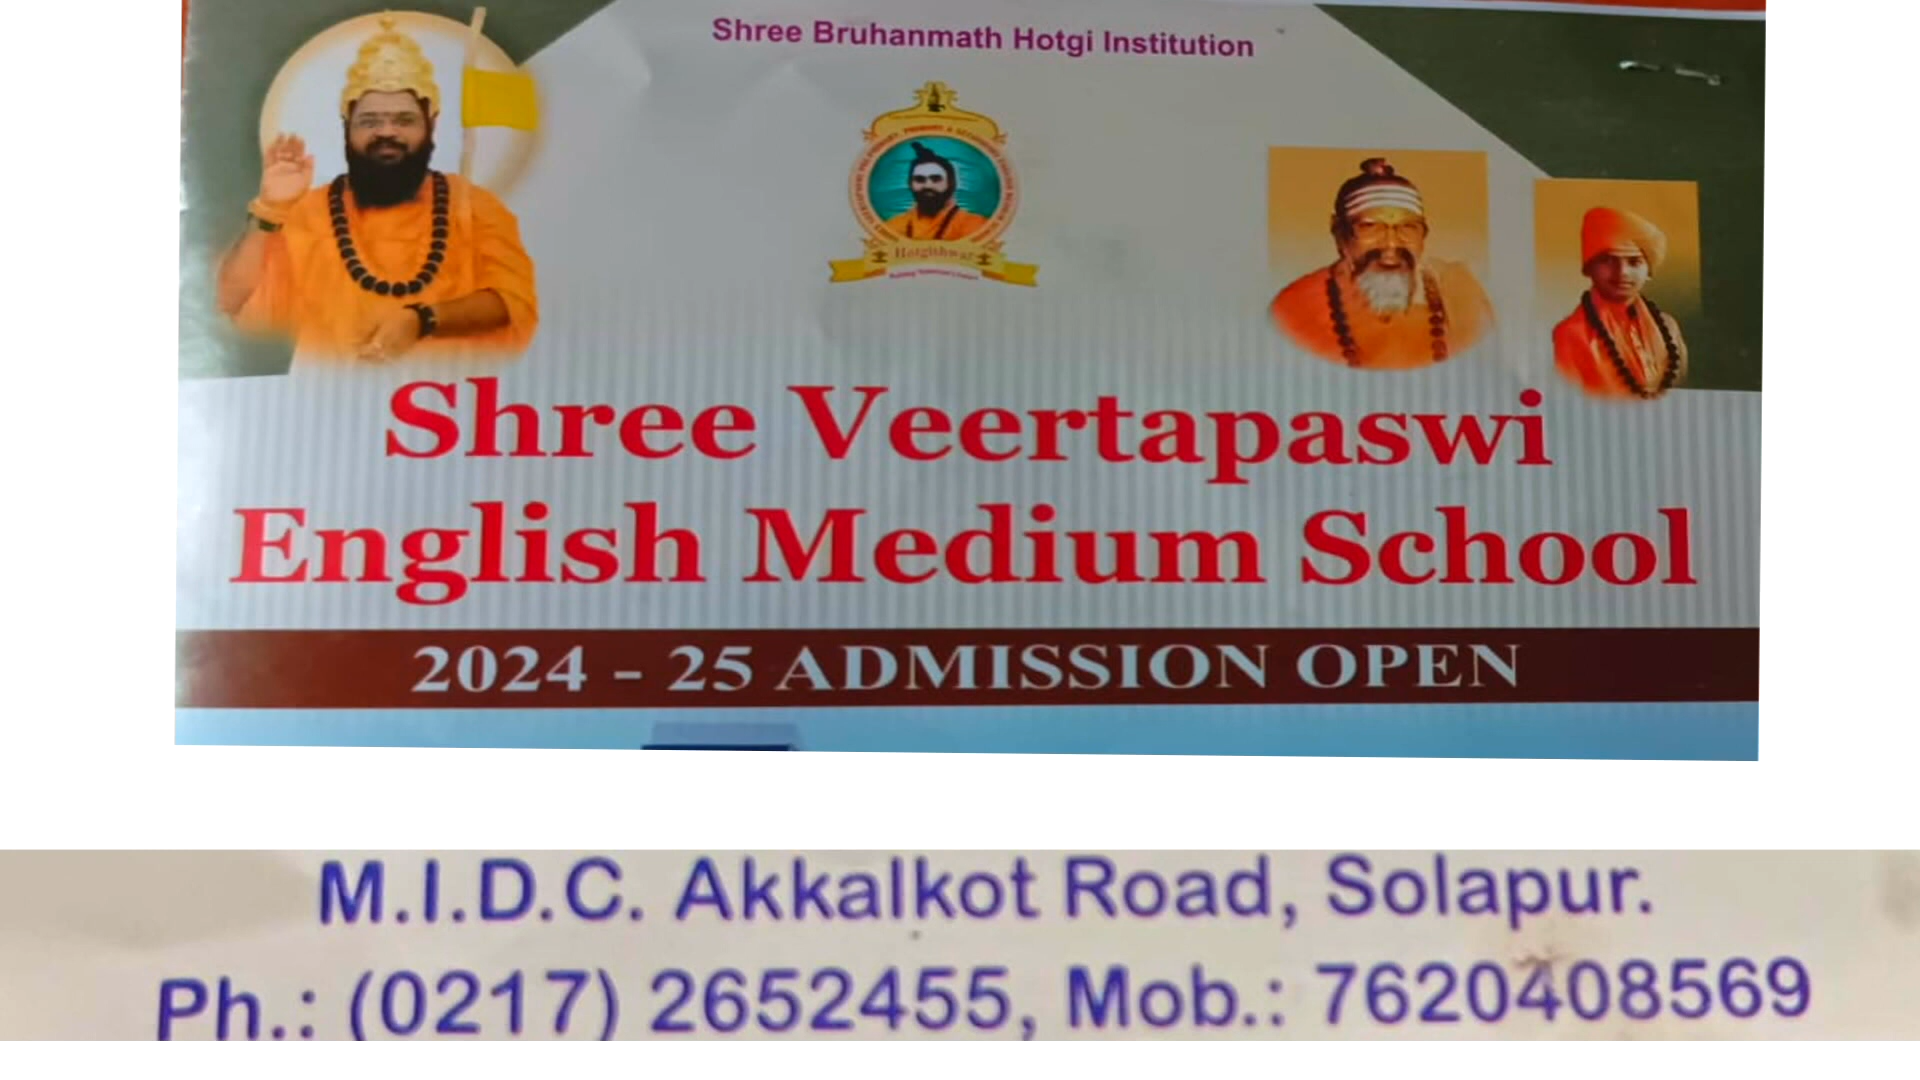 Shree Bruhanmath Hotgi Institution
Hotgishwar
Shree Veertapaswi
English Medium School
2024 - 25 ADMISSION OPEN
M.I.D.C. Akkalkot Road, Solapur.
Ph.: (0217) 2652455, Mob.: 7620408569